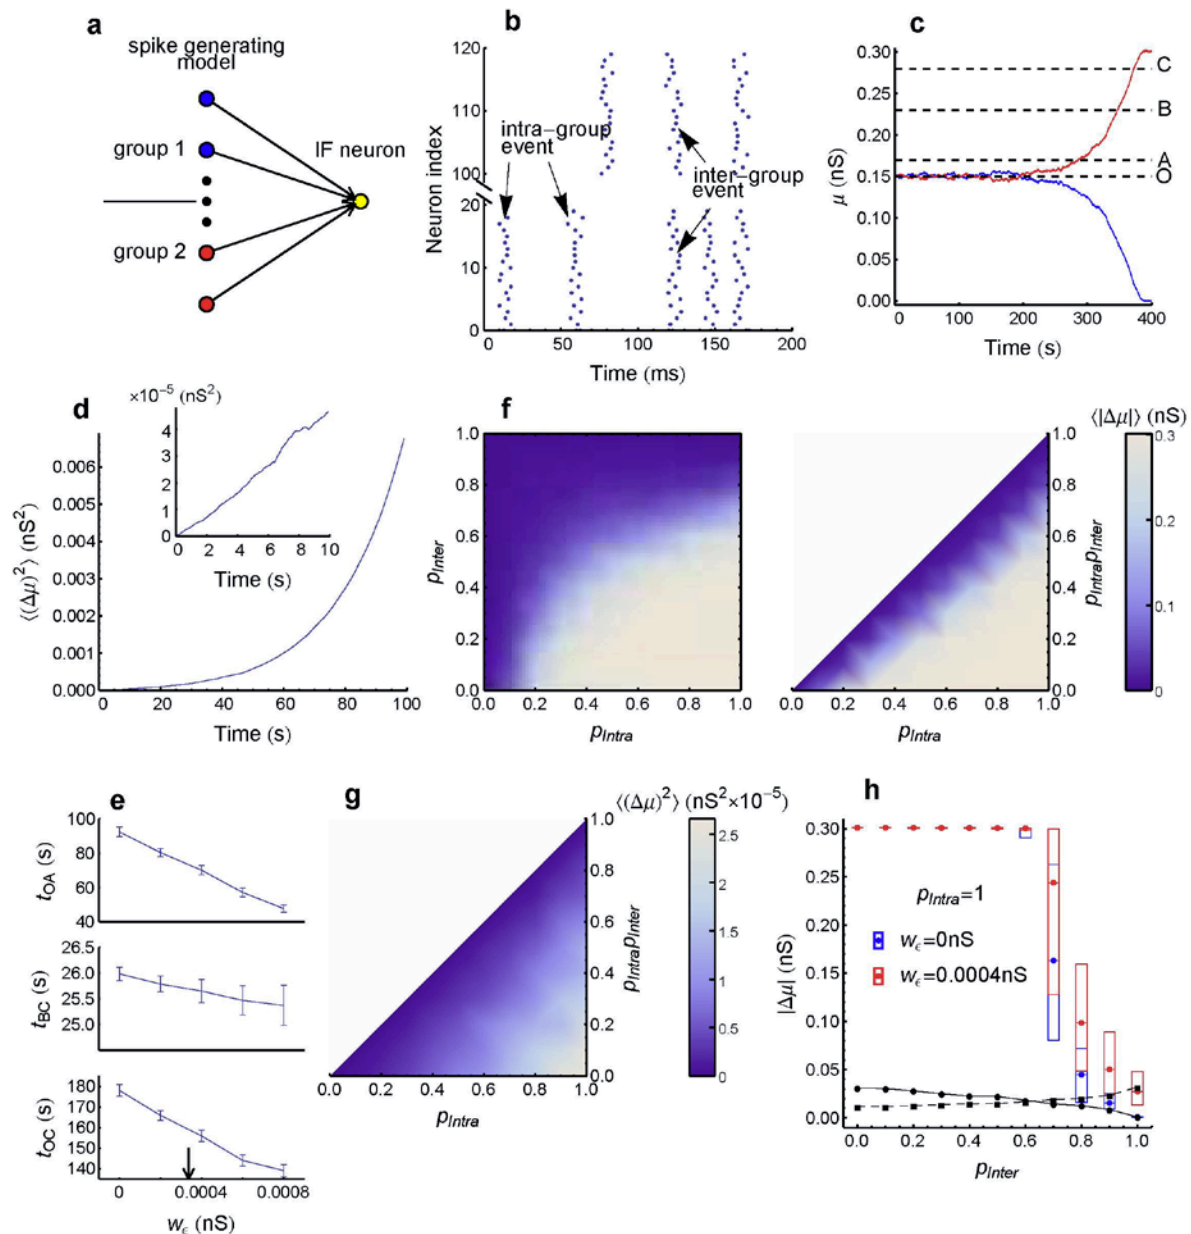 a
spike generating
model
group 1
IF neuron
group 2
b
Neuron index
120
110
100
20
10
0
intra-group
event
inter-group
event
0 50 100 150 200
Time (ms)
c
μ (nS)
0.30
0.25
0.20
0.15
0.10
0.05
0.00
C
B
A
O
0 100 200 300 400
Time (s)
d
×10⁻⁵ (nS²)
4
3
2
1
0
0 2 4 6 8 10
Time (s)
⟨(Δμ)²⟩ (nS²)
0.006
0.005
0.004
0.003
0.002
0.001
0.000
0 20 40 60 80 100
Time (s)
f
p_Inter
1.0
0.8
0.6
0.4
0.2
0.0
0.0 0.2 0.4 0.6 0.8 1.0
p_Intra
1.0
0.8
0.6
0.4
0.2
0.0
p_Intra p_Inter
0.0 0.2 0.4 0.6 0.8 1.0
p_Intra
⟨|Δμ|⟩ (nS)
0.3
0.2
0.1
0
e
t_OA (s)
100
80
60
40
t_BC (s)
26.5
26.0
25.5
25.0
t_OC (s)
180
170
160
150
140
0 0.0004 0.0008
w_ϵ (nS)
g
⟨(Δμ)²⟩ (nS²×10⁻⁵)
1.0
0.8
0.6
0.4
0.2
0.0
p_Intra p_Inter
2.5
2
1.5
1
0.5
0
0.0 0.2 0.4 0.6 0.8 1.0
p_Intra
h
|Δμ| (nS)
0.30
0.25
0.20
0.15
0.10
0.05
0.00
p_Intra=1
w_ϵ=0nS
w_ϵ=0.0004nS
0.0 0.2 0.4 0.6 0.8 1.0
p_Inter